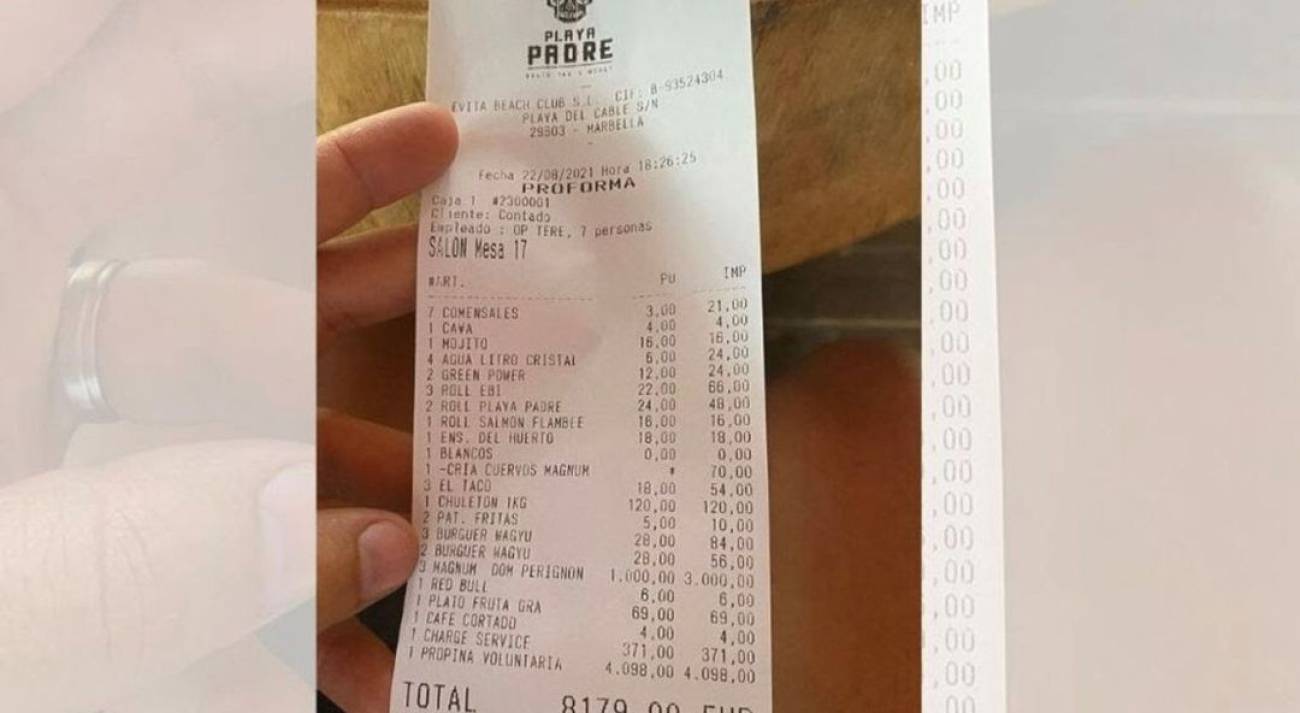 PLAYA
PADRE
EVITA BEACH CLUB S.L. CIF: B-93524304
PLAYA DEL CABLE S/N
29603 - MARBELLA
Fecha 22/08/2021 Hora 18:26:25
PROFORMA
Caja 1 #2300001
Cliente: Contado
Empleado : OP TERE, 7 personas
SALON Mesa 17
#ART. PU IMP
7 COMENSALES 3,00 21,00
1 CAVA 4,00 4,00
1 MOJITO 16,00 16,00
4 AGUA LITRO CRISTAL 6,00 24,00
2 GREEN POWER 12,00 24,00
3 ROLL EBI 22,00 66,00
2 ROLL PLAYA PADRE 24,00 48,00
1 ROLL SALMON FLAMBLE 16,00 16,00
1 ENS. DEL HUERTO 18,00 18,00
1 BLANCOS 0,00 0,00
1 -CRIA CUERVOS MAGNUM * 70,00
3 EL TACO 18,00 54,00
1 CHULETON 1KG 120,00 120,00
2 PAT. FRITAS 5,00 10,00
3 BURGUER WAGYU 28,00 84,00
2 BURGUER WAGYU 28,00 56,00
3 MAGNUM DOM PERIGNON 1.000,00 3.000,00
1 RED BULL 6,00 6,00
1 PLATO FRUTA GRA 69,00 69,00
1 CAFE CORTADO 4,00 4,00
1 CHARGE SERVICE 371,00 371,00
1 PROPINA VOLUNTARIA 4.098,00 4.098,00
TOTAL 8179,00 EUR